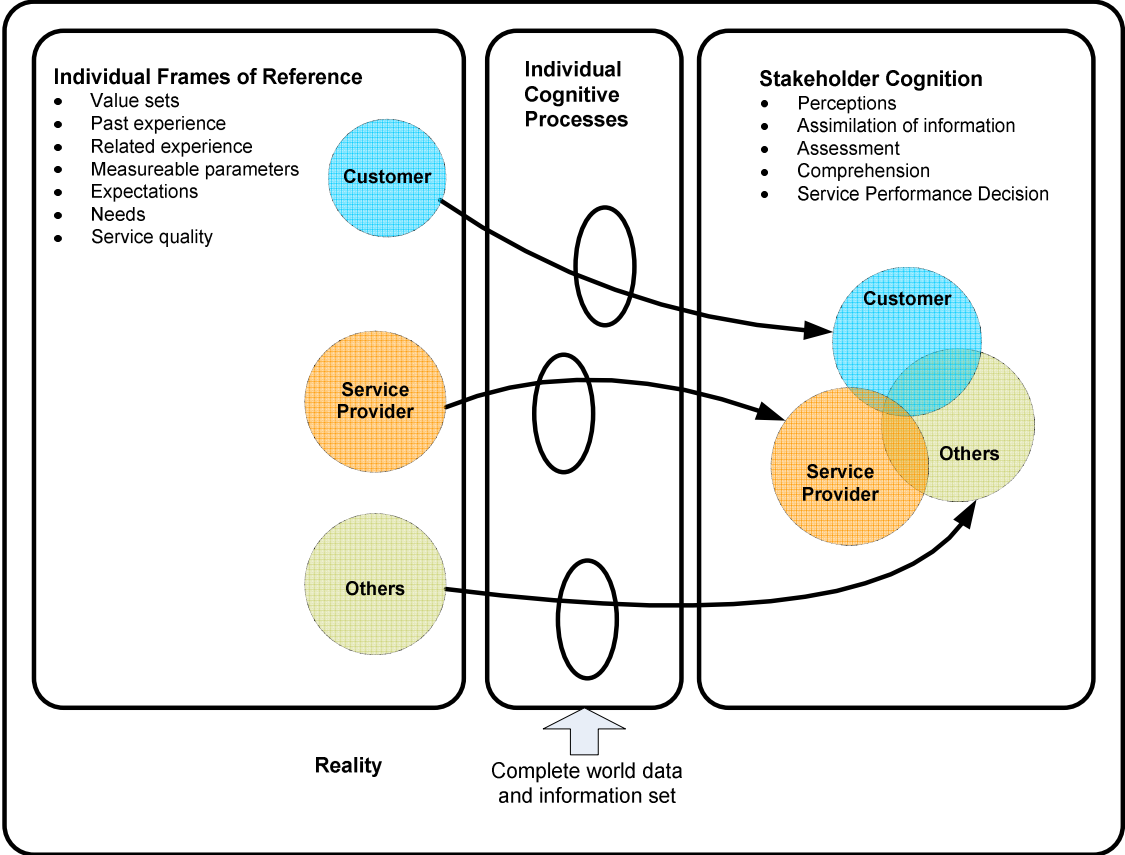 Individual Frames of Reference
• Value sets
• Past experience
• Related experience
• Measureable parameters
• Expectations
• Needs
• Service quality
Customer
Service
Provider
Others
Individual
Cognitive
Processes
Stakeholder Cognition
• Perceptions
• Assimilation of information
• Assessment
• Comprehension
• Service Performance Decision
Customer
Others
Service
Provider
Reality
Complete world data
and information set